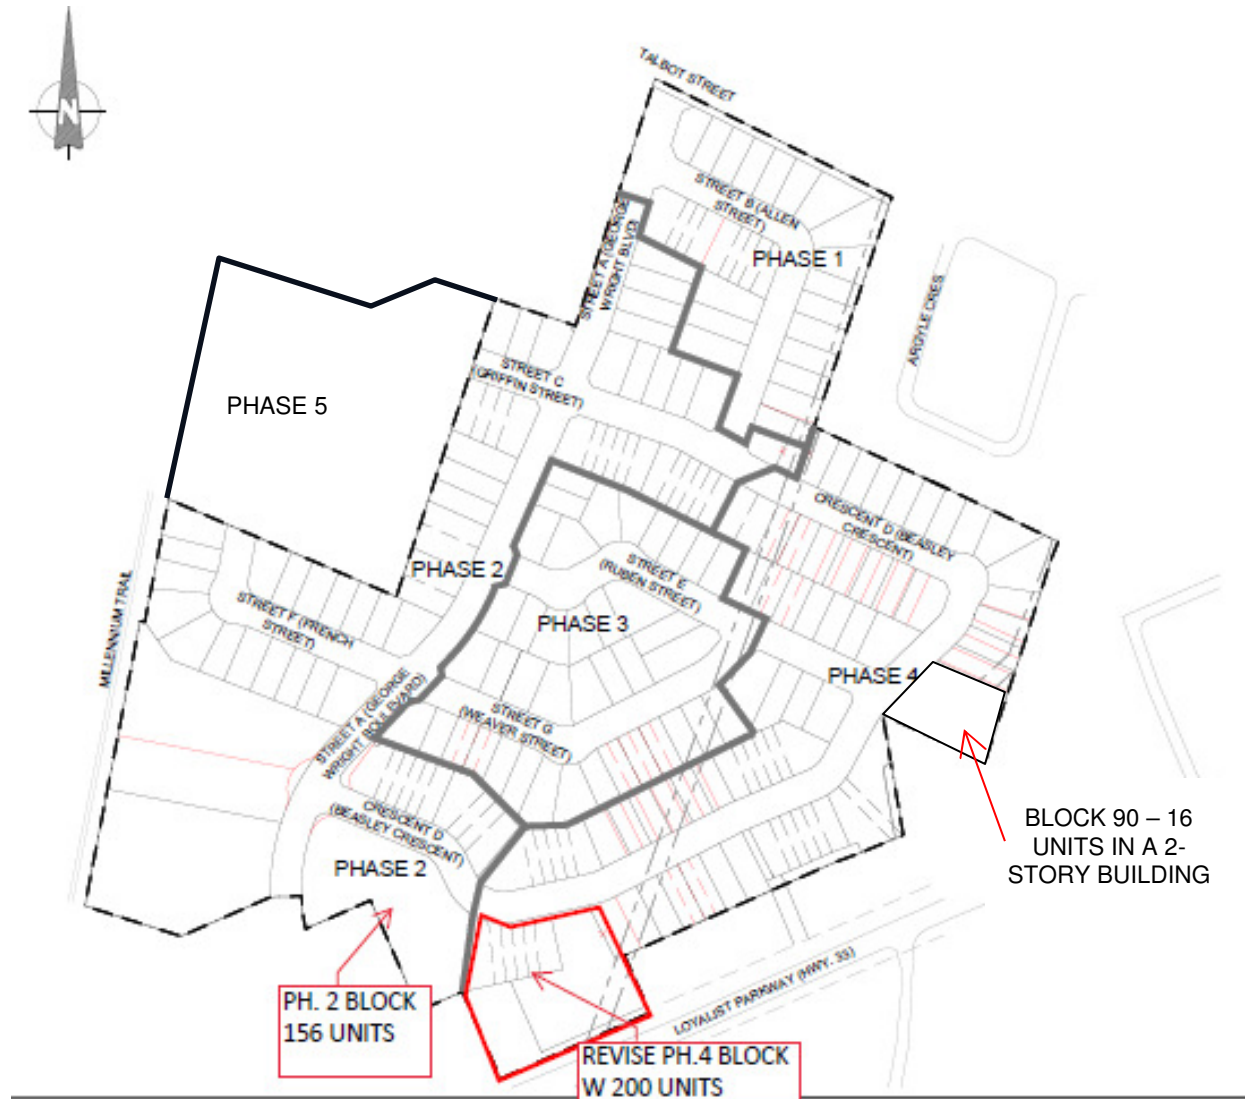 N
TALBOT STREET
STREET B (ALLEN
STREET)
STREET A (GEORGE
WRIGHT BLVD)
PHASE 1
ARGYLE CRES
PHASE 5
STREET C
(GRIFFIN STREET)
CRESCENT D (BEASLEY
CRESCENT)
PHASE 2
STREET E
(RUBEN STREET)
MILLENNIUM TRAIL
STREET F (FRENCH
STREET)
PHASE 3
PHASE 4
STREET A (GEORGE
WRIGHT BOULEVARD)
STREET G
(WEAVER STREET)
CRESCENT D
(BEASLEY CRESCENT)
PHASE 2
BLOCK 90 – 16
UNITS IN A 2-
STORY BUILDING
PH. 2 BLOCK
156 UNITS
LOYALIST PARKWAY (HWY. 33)
REVISE PH.4 BLOCK
W 200 UNITS